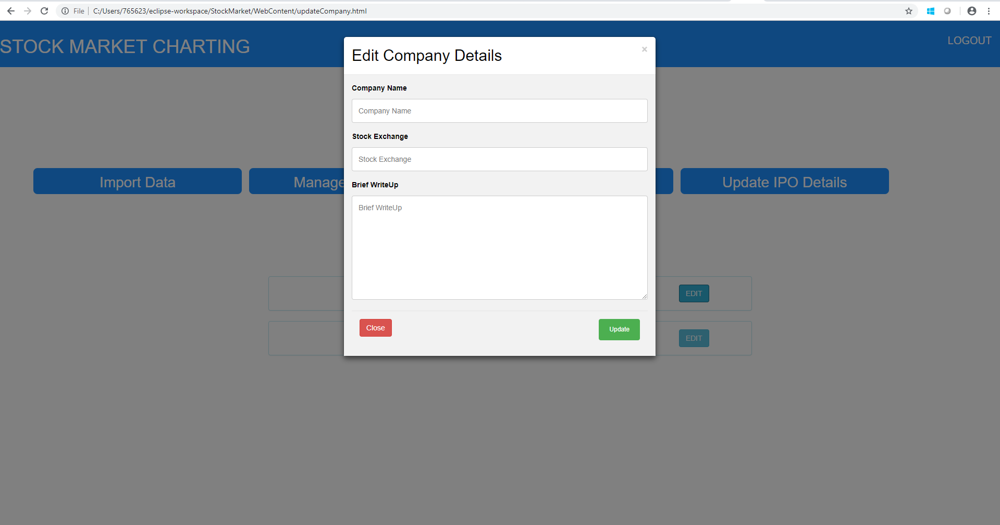 File
C:/Users/765623/eclipse-workspace/StockMarket/WebContent/updateCompany.html
STOCK MARKET CHARTING
LOGOUT
Edit Company Details
×
Company Name
Company Name
Stock Exchange
Stock Exchange
Import Data
Manage
Update IPO Details
Brief WriteUp
Brief WriteUp
EDIT
Close
Update
EDIT